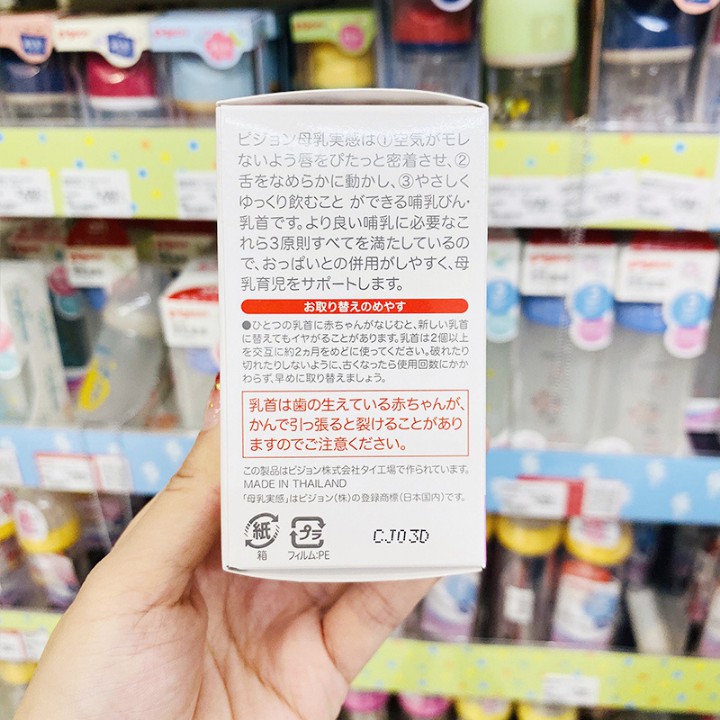 ピジョン母乳実感は①空気がモレ
ないよう唇をぴたっと密着させ、②
舌をなめらかに動かし、③やさしく
ゆっくり飲むこと ができる哺乳びん・
乳首です。より良い哺乳に必要なこ
れら3原則すべてを満たしているの
で、おっぱいとの併用がしやすく、母
乳育児をサポートします。
お取り替えのめやす
●ひとつの乳首に赤ちゃんがなじむと、新しい乳首
に替えてもイヤがることがあります。乳首は2個以上
を交互に約2ヵ月をめどに使ってください。破れたり
切れたりしないように、古くなったら使用回数にかか
わらず、早めに取り替えましょう。
乳首は歯の生えている赤ちゃんが、
かんで引っ張ると裂けることがあり
ますのでご注意ください。
この製品はピジョン株式会社タイ工場で作られています。
MADE IN THAILAND
「母乳実感」はピジョン(株)の登録商標(日本国内)です。
紙
箱
プラ
フィルム:PE
CJ03D